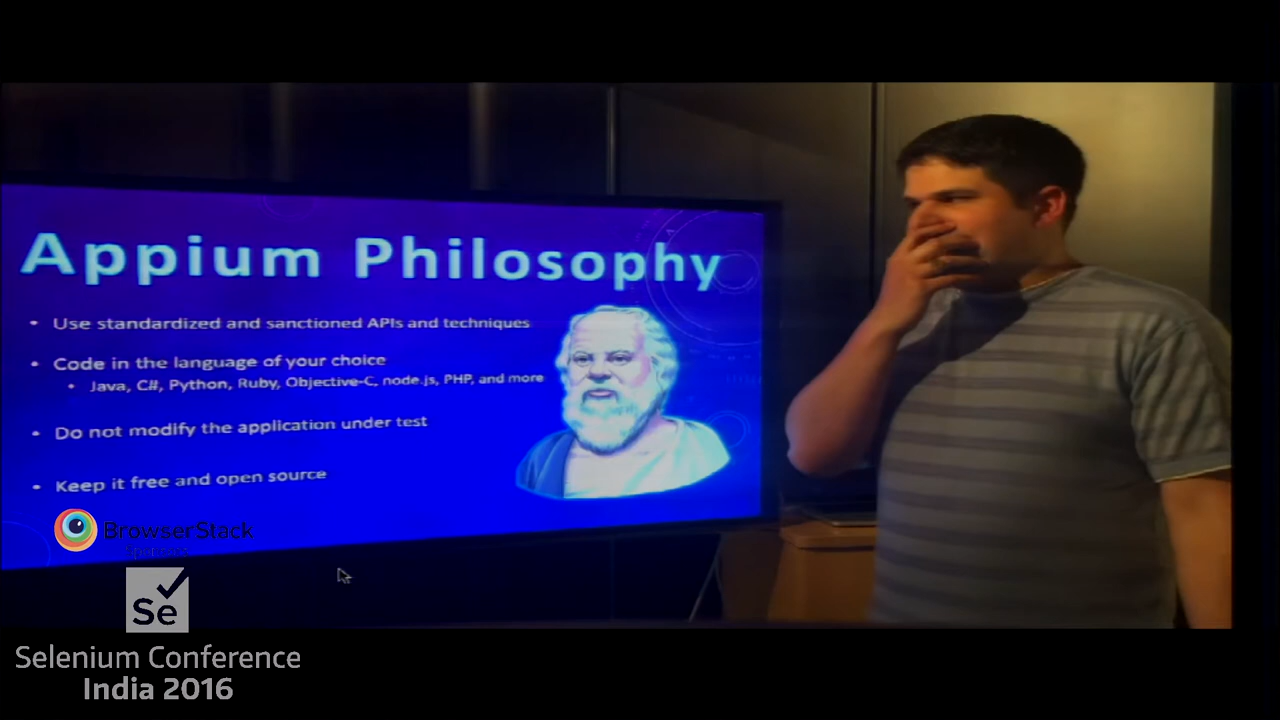 Appium Philosophy
• Use standardized and sanctioned APIs and techniques
• Code in the language of your choice
• Java, C#, Python, Ruby, Objective-C, node.js, PHP, and more
• Do not modify the application under test
• Keep it free and open source
BrowserStack
Sponsors
Se
Selenium Conference
India 2016